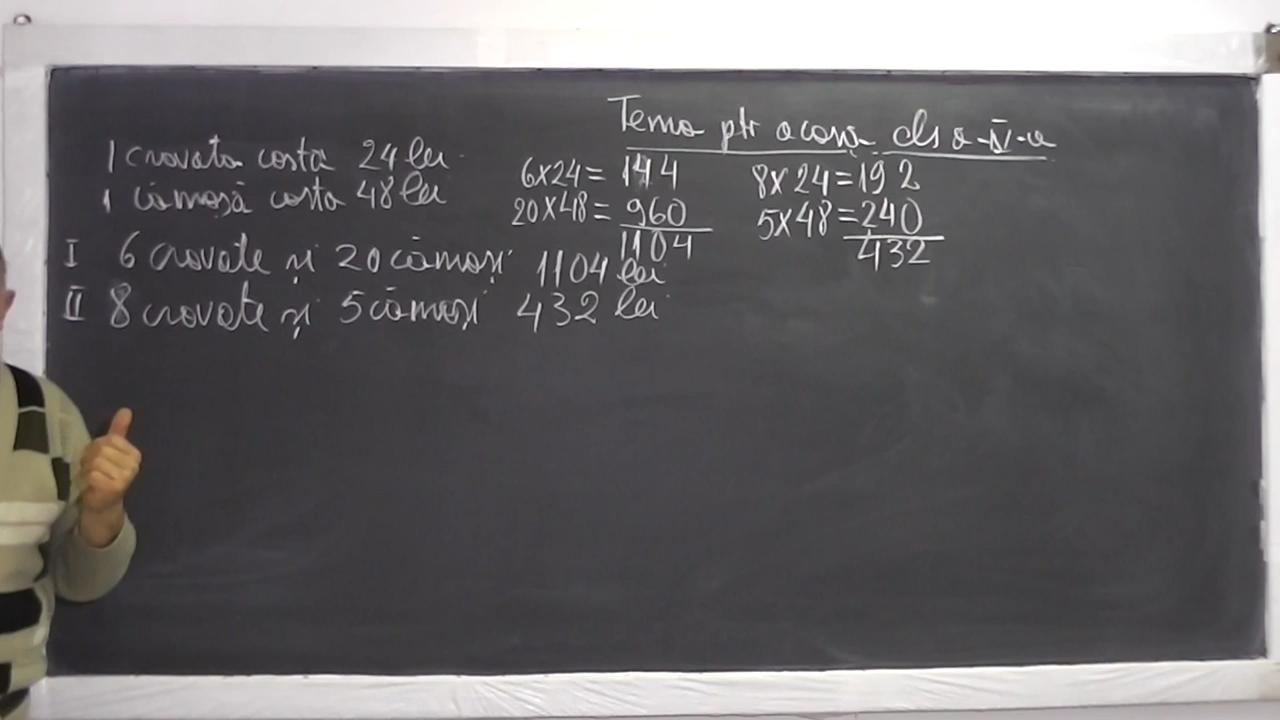 Tema ptr acasă cls a-IV-a
1 cravata costă 24 lei
1 cămașă costa 48 lei
6x24= 144
20x48= 960
1104
8x24=192
5x48=240
432
I 6 cravate și 20 cămăși 1104 lei
II 8 cravate și 5 cămăși 432 lei